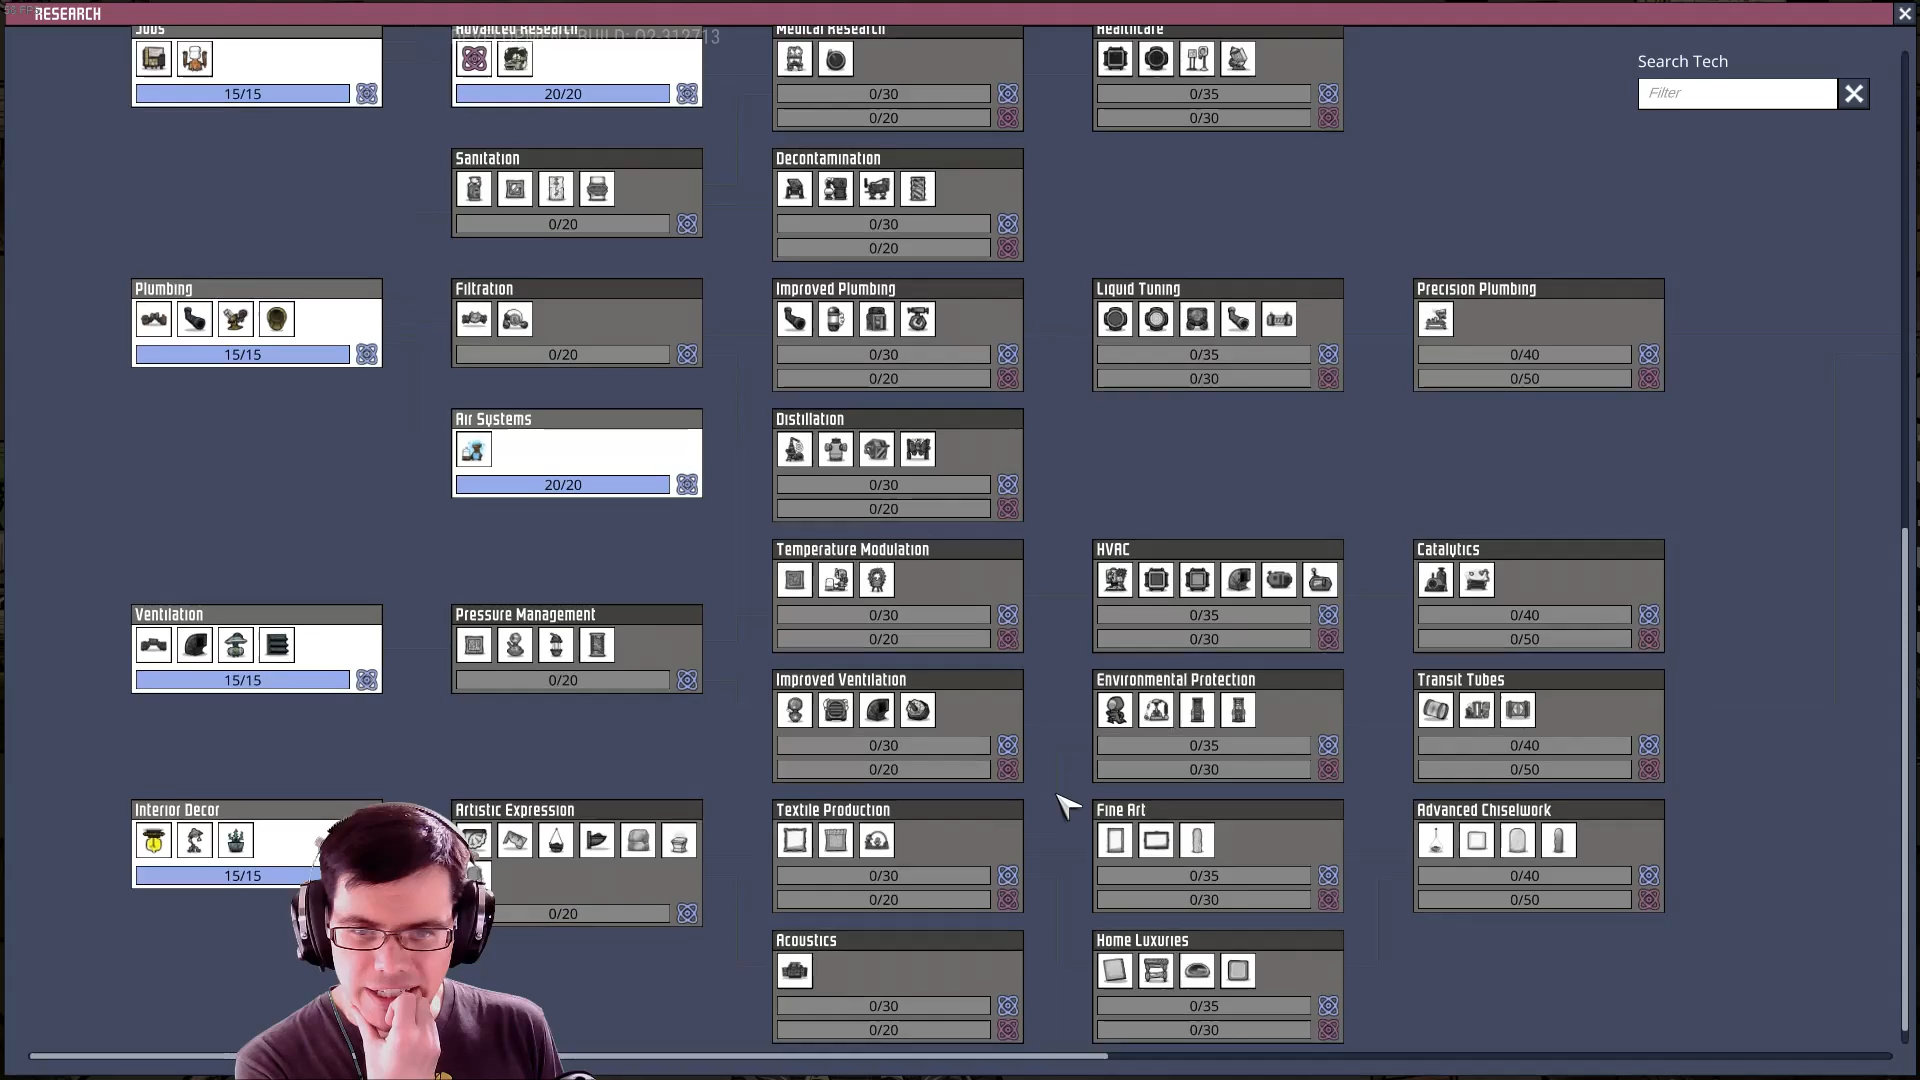 RESEARCH
Search Tech
Filter
DEVELOPMENT BUILD: O2-312713
Jobs
15/15
Advanced Research
20/20
Medical Research
0/30
0/20
Healthcare
0/35
0/30
Sanitation
0/20
Decontamination
0/30
0/20
Plumbing
15/15
Filtration
0/20
Improved Plumbing
0/30
0/20
Liquid Tuning
0/35
0/30
Precision Plumbing
0/40
0/50
Air Systems
20/20
Distillation
0/30
0/20
Temperature Modulation
0/30
0/20
HVAC
0/35
0/30
Catalytics
0/40
0/50
Ventilation
15/15
Pressure Management
0/20
Improved Ventilation
0/30
0/20
Environmental Protection
0/35
0/30
Transit Tubes
0/40
0/50
Interior Decor
15/15
Artistic Expression
0/20
Textile Production
0/30
0/20
Fine Art
0/35
0/30
Advanced Chiselwork
0/40
0/50
Acoustics
0/30
0/20
Home Luxuries
0/35
0/30